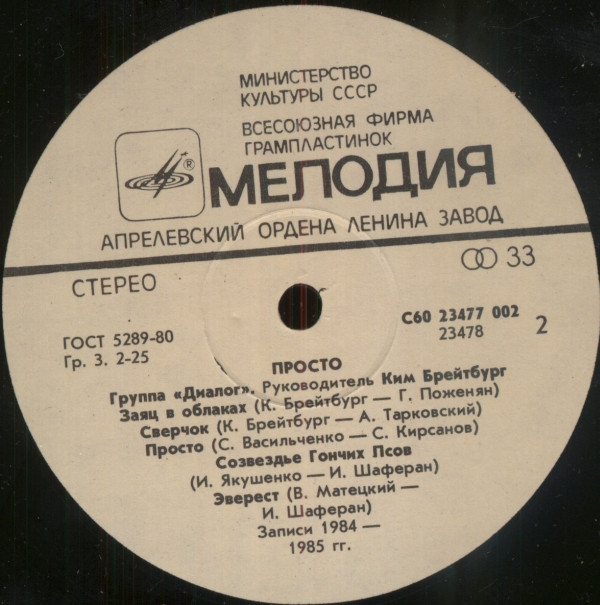 МИНИСТЕРСТВО
КУЛЬТУРЫ СССР
ВСЕСОЮЗНАЯ ФИРМА
ГРАМПЛАСТИНОК
®
МЕЛОДИЯ
АПРЕЛЕВСКИЙ ОРДЕНА ЛЕНИНА ЗАВОД
СТЕРЕО
33
ГОСТ 5289-80
Гр. 3. 2-25
С60 23477 002
23478
2
ПРОСТО
Группа «Диалог». Руководитель Ким Брейтбург
Заяц в облаках (К. Брейтбург — Г. Поженян)
Сверчок (К. Брейтбург — А. Тарковский)
Просто (С. Васильченко — С. Кирсанов)
Созвездье Гончих Псов
(И. Якушенко — И. Шаферан)
Эверест (В. Матецкий —
И. Шаферан)
Записи 1984 —
1985 гг.